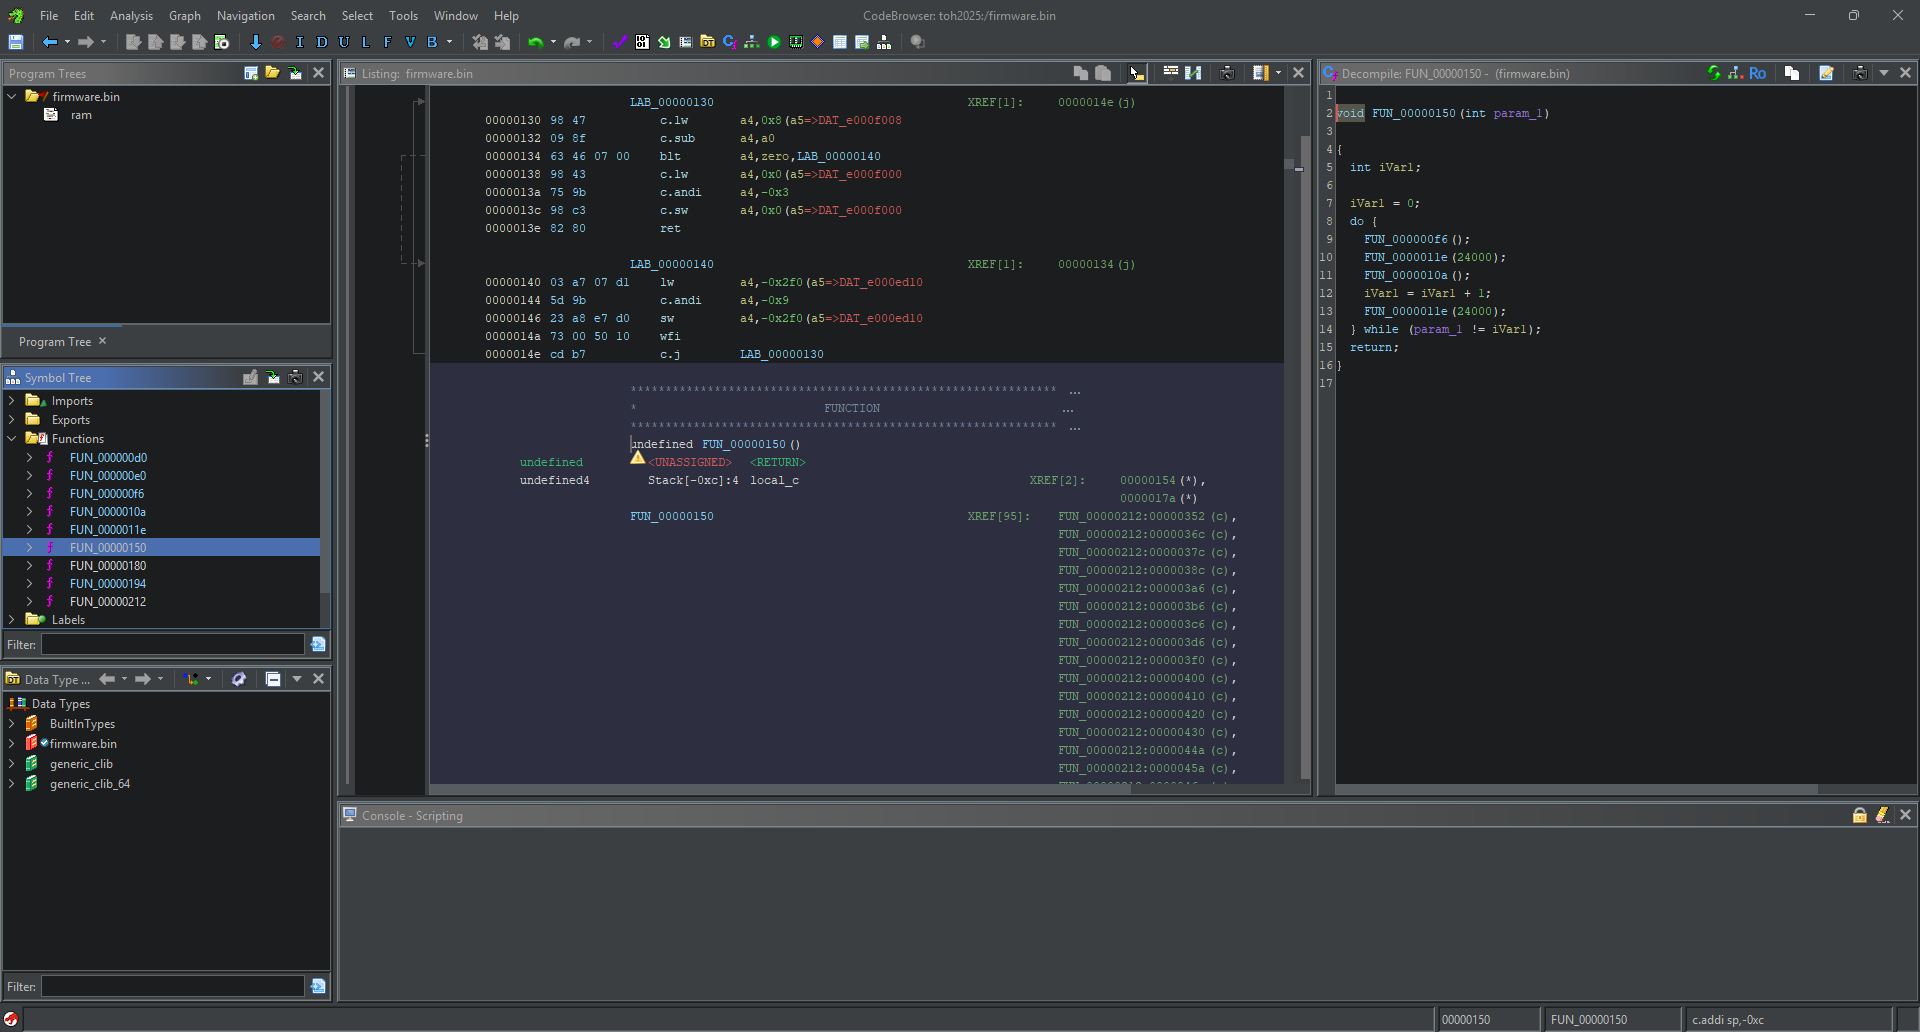 File Edit Analysis Graph Navigation Search Select Tools Window Help
CodeBrowser: toh2025:/firmware.bin
I D U L F V B
Program Trees
firmware.bin
ram
Program Tree
Symbol Tree
Imports
Exports
Functions
FUN_000000d0
FUN_000000e0
FUN_000000f6
FUN_0000010a
FUN_0000011e
FUN_00000150
FUN_00000180
FUN_00000194
FUN_00000212
Labels
Filter:
Data Type ...
Data Types
BuiltInTypes
firmware.bin
generic_clib
generic_clib_64
Filter:
Listing: firmware.bin
LAB_00000130 XREF[1]: 0000014e(j)
00000130 98 47 c.lw a4,0x8(a5=>DAT_e000f008
00000132 09 8f c.sub a4,a0
00000134 63 46 07 00 blt a4,zero,LAB_00000140
00000138 98 43 c.lw a4,0x0(a5=>DAT_e000f000
0000013a 75 9b c.andi a4,-0x3
0000013c 98 c3 c.sw a4,0x0(a5=>DAT_e000f000
0000013e 82 80 ret
LAB_00000140 XREF[1]: 00000134(j)
00000140 03 a7 07 d1 lw a4,-0x2f0(a5=>DAT_e000ed10
00000144 5d 9b c.andi a4,-0x9
00000146 23 a8 e7 d0 sw a4,-0x2f0(a5=>DAT_e000ed10
0000014a 73 00 50 10 wfi
0000014e cd b7 c.j LAB_00000130
************************************************************* ...
* FUNCTION ...
************************************************************* ...
undefined FUN_00000150()
undefined <UNASSIGNED> <RETURN>
undefined4 Stack[-0xc]:4 local_c XREF[2]: 00000154(*),
0000017a(*)
FUN_00000150 XREF[95]: FUN_00000212:00000352(c),
FUN_00000212:0000036c(c),
FUN_00000212:0000037c(c),
FUN_00000212:0000038c(c),
FUN_00000212:000003a6(c),
FUN_00000212:000003b6(c),
FUN_00000212:000003c6(c),
FUN_00000212:000003d6(c),
FUN_00000212:000003f0(c),
FUN_00000212:00000400(c),
FUN_00000212:00000410(c),
FUN_00000212:00000420(c),
FUN_00000212:00000430(c),
FUN_00000212:0000044a(c),
FUN_00000212:0000045a(c),
Decompile: FUN_00000150 - (firmware.bin)
Ro
1
2 void FUN_00000150(int param_1)
3
4 {
5 int iVar1;
6
7 iVar1 = 0;
8 do {
9 FUN_000000f6();
10 FUN_0000011e(24000);
11 FUN_0000010a();
12 iVar1 = iVar1 + 1;
13 FUN_0000011e(24000);
14 } while (param_1 != iVar1);
15 return;
16 }
17
Console - Scripting
00000150 FUN_00000150 c.addi sp,-0xc